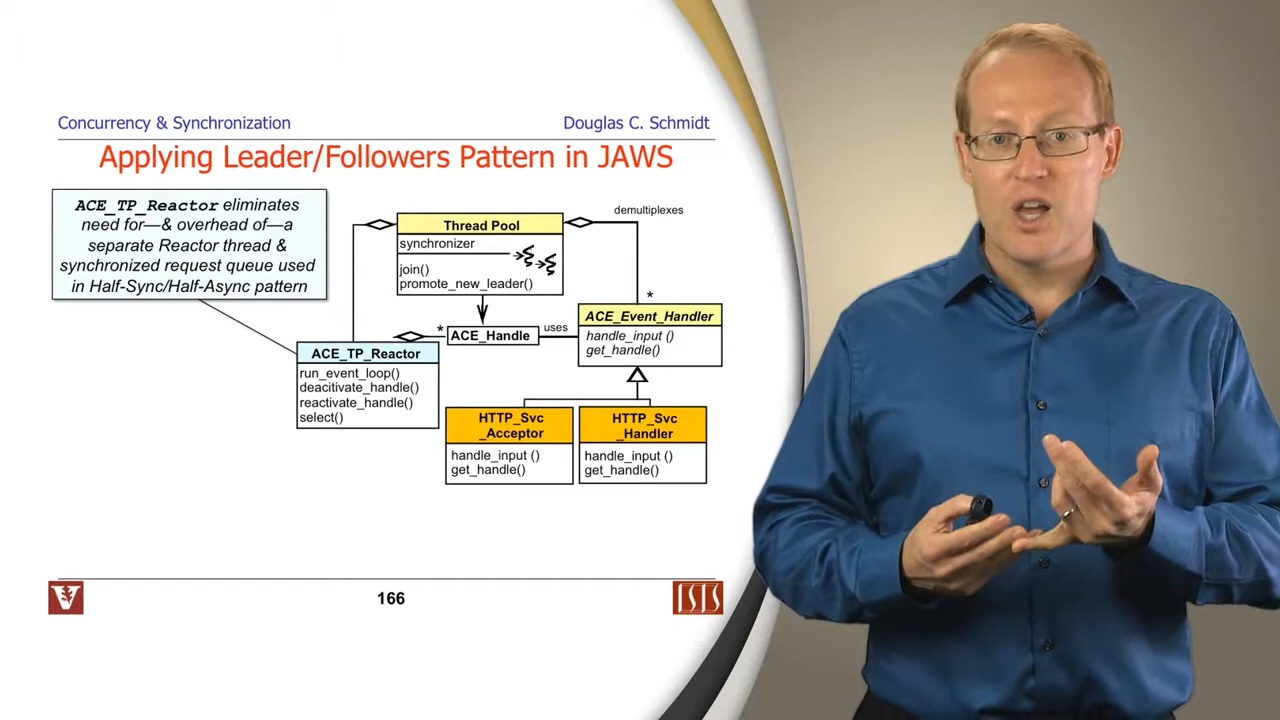 Concurrency & Synchronization
Douglas C. Schmidt
Applying Leader/Followers Pattern in JAWS
ACE_TP_Reactor eliminates
need for—& overhead of—a
separate Reactor thread &
synchronized request queue used
in Half-Sync/Half-Async pattern
Thread Pool
synchronizer
join()
promote_new_leader()
demultiplexes
*
ACE_Event_Handler
handle_input ()
get_handle()
*
ACE_Handle
uses
ACE_TP_Reactor
run_event_loop()
deacitivate_handle()
reactivate_handle()
select()
HTTP_Svc
_Acceptor
handle_input ()
get_handle()
HTTP_Svc
_Handler
handle_input ()
get_handle()
V
166
ISIS